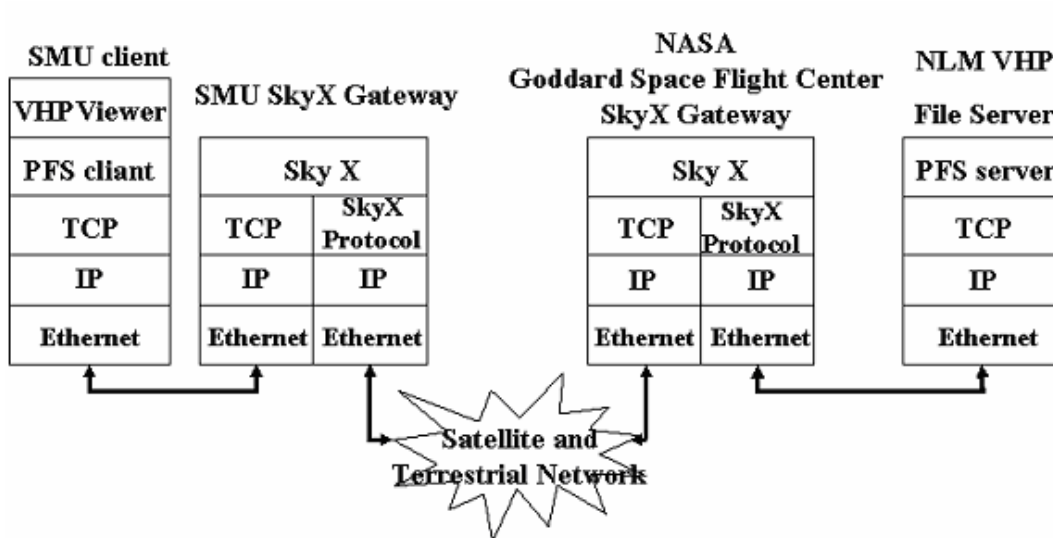 SMU client
VHP Viewer
PFS cliant
TCP
IP
Ethernet
SMU SkyX Gateway
Sky X
TCP
SkyX
Protocol
IP
IP
Ethernet
Ethernet
NASA
Goddard Space Flight Center
SkyX Gateway
Sky X
TCP
SkyX
Protocol
IP
IP
Ethernet
Ethernet
NLM VHP
File Server
PFS server
TCP
IP
Ethernet
Satellite and
Terrestrial Network